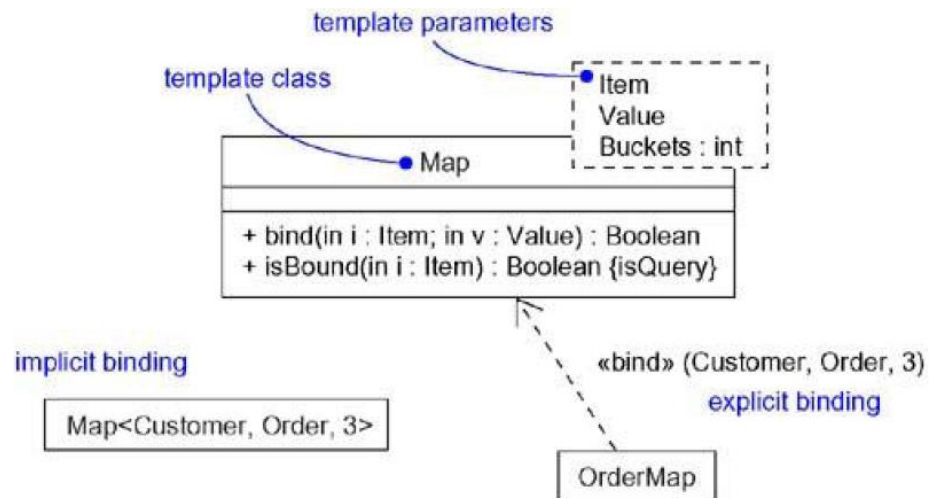 template parameters
template class
Item
Value
Buckets : int
Map
+ bind(in i : Item; in v : Value) : Boolean
+ isBound(in i : Item) : Boolean {isQuery}
implicit binding
Map<Customer, Order, 3>
«bind» (Customer, Order, 3)
explicit binding
OrderMap